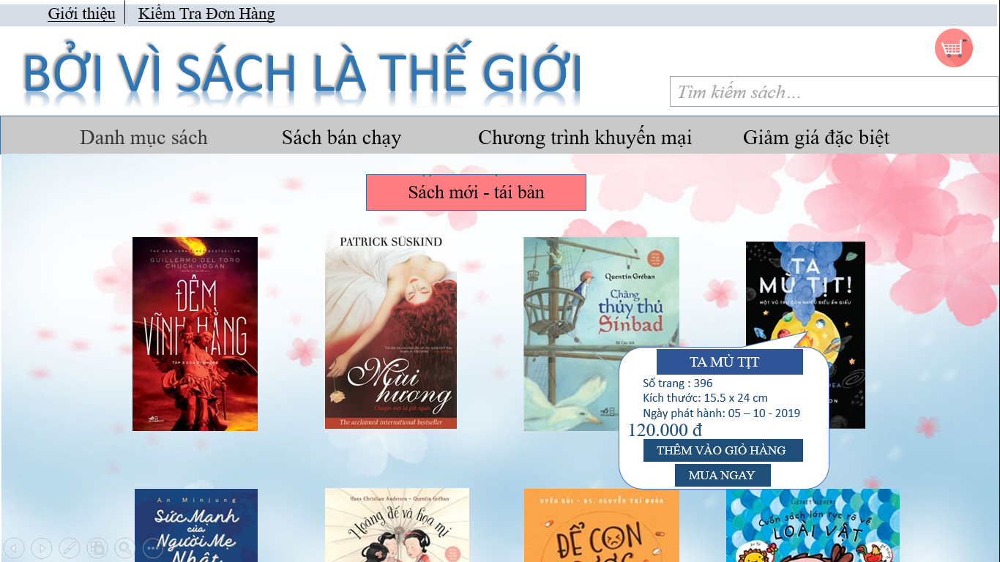 Giới thiệu
Kiểm Tra Đơn Hàng
BỞI VÌ SÁCH LÀ THẾ GIỚI
Tìm kiếm sách...
Danh mục sách
Sách bán chạy
Chương trình khuyến mại
Giảm giá đặc biệt
Sách mới - tái bản
THE NEW YORK TIMES BESTSELLER
GUILLERMO DEL TORO
CHUCK HOGAN
ĐÊM
VĨNH HẰNG
TẬP 3 CỦA
PATRICK SÜSKIND
Mùi
hương
Chuyện một kẻ giết người
The acclaimed international bestseller
Quentin Gréban
Chàng
thủy thủ
Sinbad
TA
MÙ TỊT!
MỘT VŨ TRỤ CÒN NHIỀU ĐIỀU ẨN GIẤU
TA MÙ TỊT
Số trang : 396
Kích thước: 15.5 x 24 cm
Ngày phát hành: 05 – 10 - 2019
120.000 đ
THÊM VÀO GIỎ HÀNG
MUA NGAY
An Minjung
Sức Mạnh
của
Người Mẹ
Nhật
Hans Christian Andersen - Quentin Gréban
Hoàng đế và họa mi
UYÊN BÙI - BS. NGUYỄN TRÍ ĐOÀN
ĐỂ CON
LIESBET SLEGERS
Cuốn sách lớn rực rỡ về
LOÀI VẬT